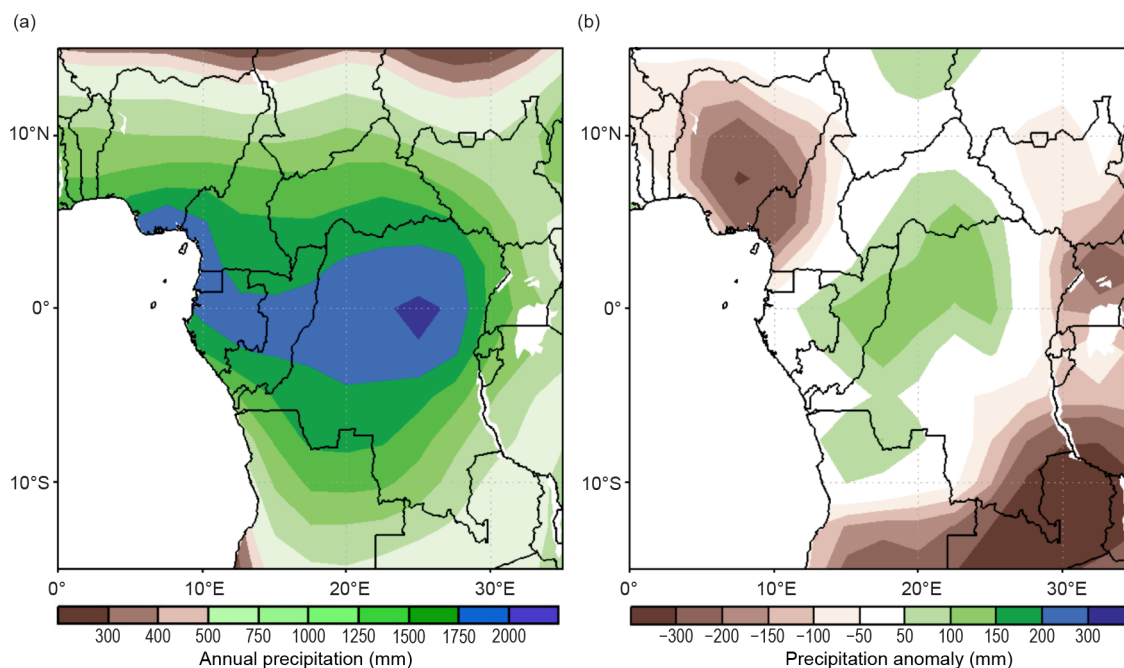 (a)
(b)
10°N
0°
10°S
0°
10°E
20°E
30°E
300 400 500 750 1000 1250 1500 1750 2000
Annual precipitation (mm)
10°N
0°
10°S
0°
10°E
20°E
30°E
−300 −200 −150 −100 −50 50 100 150 200 300
Precipitation anomaly (mm)